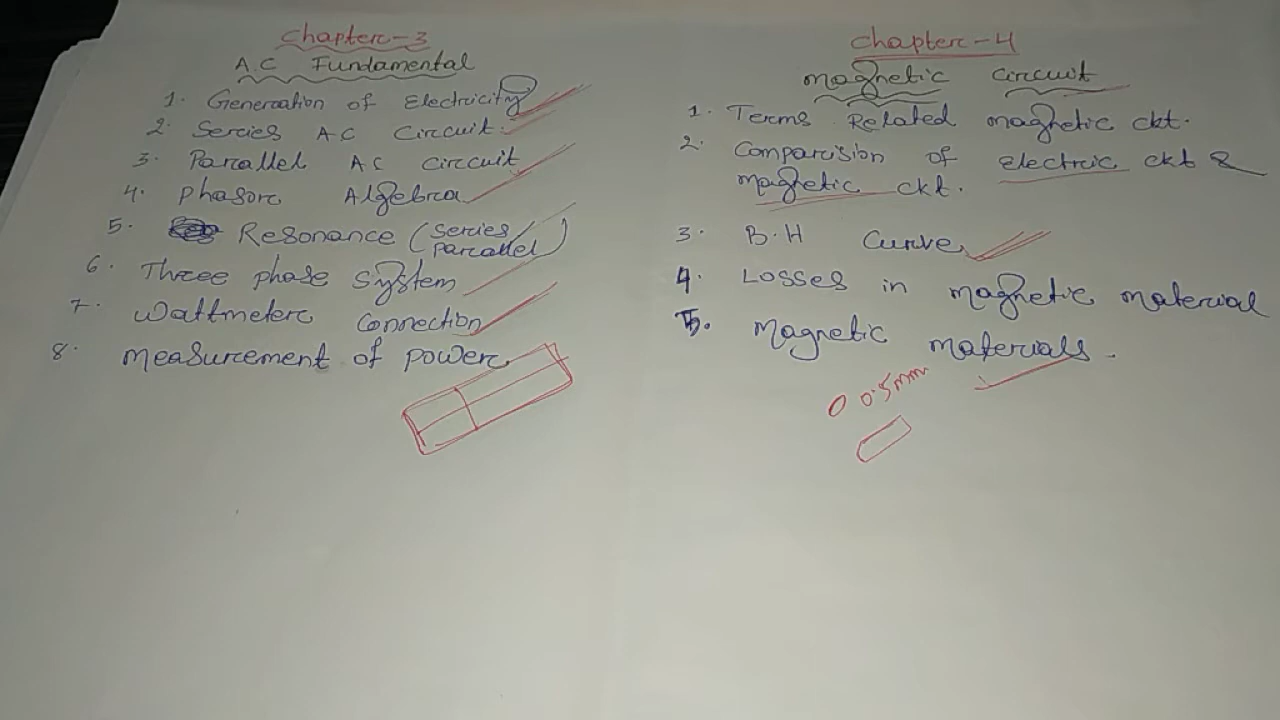 Chapter-3
A.C Fundamental
1. Generation of Electricity
2. Series A C Circuit.
3. Parallel A C circuit
4. Phasor Algebra
5. Resonance (Series/
Parallel)
6. Three phase System
7. Wattmeter Connection
8. Measurement of power
Chapter-4
Magnetic circuit
1. Terms Related magnetic ckt.
2. Comparision of electric ckt &
magnetic ckt.
3. B.H Curve
4. Losses in magnetic material
5. Magnetic materials.
0 0.5mm